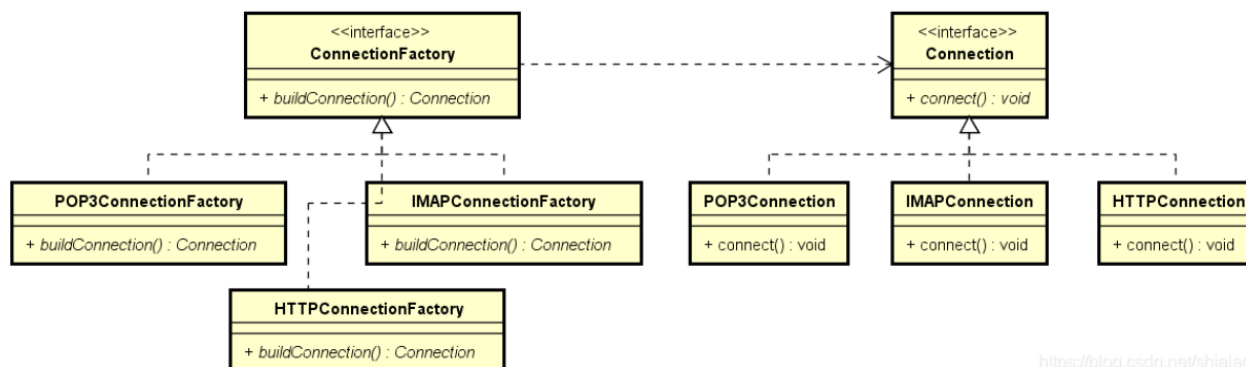 <<interface>>
ConnectionFactory
+ buildConnection() : Connection
<<interface>>
Connection
+ connect() : void
POP3ConnectionFactory
+ buildConnection() : Connection
IMAPConnectionFactory
+ buildConnection() : Connection
POP3Connection
+ connect() : void
IMAPConnection
+ connect() : void
HTTPConnection
+ connect() : void
HTTPConnectionFactory
+ buildConnection() : Connection